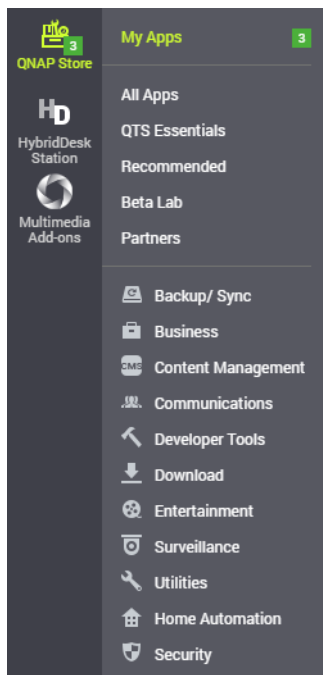 3
QNAP Store
HD
HybridDesk
Station
Multimedia
Add-ons
My Apps 3
All Apps
QTS Essentials
Recommended
Beta Lab
Partners
Backup/ Sync
Business
CMS Content Management
Communications
Developer Tools
Download
Entertainment
Surveillance
Utilities
Home Automation
Security